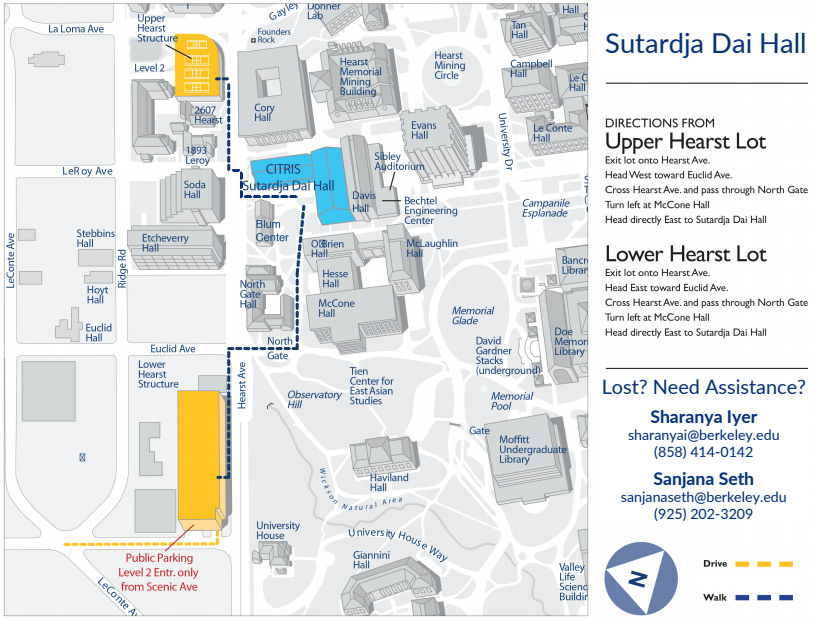 La Loma Ave
Upper
Hearst
Structure
Level 2
2607
Hearst
1893
Leroy
LeRoy Ave
Gayley
Donner
Lab
Founders
Rock
Cory
Hall
Hearst
Memorial
Mining
Building
Hearst
Mining
Circle
Tan
Hall
Hall
Campbell
Hall
Le C
Hall
Le Conte
Hall
University Dr
Evans
Hall
CITRIS
Sutardja Dai Hall
Sibley
Auditorium
Davis
Hall
Bechtel
Engineering
Center
Campanile
Esplanade
Soda
Hall
Blum
Center
Stebbins
Hall
Etcheverry
Hall
LeConte Ave
Ridge Rd
Hoyt
Hall
Euclid
Hall
O'Brien
Hall
McLaughlin
Hall
Hesse
Hall
McCone
Hall
North
Gate
Hall
Bancro
Librar
Memorial
Glade
Doe
Memori
Library
David
Gardner
Stacks
(underground)
Euclid Ave
North
Gate
Lower
Hearst
Structure
Hearst Ave
Observatory
Hill
Tien
Center for
East Asian
Studies
Memorial
Pool
Gate
Moffitt
Undergraduate
Library
Haviland
Hall
Wickson Natural Area
University
House
University House Way
Giannini
Hall
Valley
Life
Scienc
Buildin
Public Parking
Level 2 Entr. only
from Scenic Ave
LeConte Av
Sutardja Dai Hall
DIRECTIONS FROM
Upper Hearst Lot
Exit lot onto Hearst Ave.
Head West toward Euclid Ave.
Cross Hearst Ave. and pass through North Gate
Turn left at McCone Hall
Head directly East to Sutardja Dai Hall
Lower Hearst Lot
Exit lot onto Hearst Ave.
Head East toward Euclid Ave.
Cross Hearst Ave. and pass through North Gate
Turn left at McCone Hall
Head directly East to Sutardja Dai Hall
Lost? Need Assistance?
Sharanya Iyer
sharanyai@berkeley.edu
(858) 414-0142
Sanjana Seth
sanjanaseth@berkeley.edu
(925) 202-3209
N
Drive
Walk